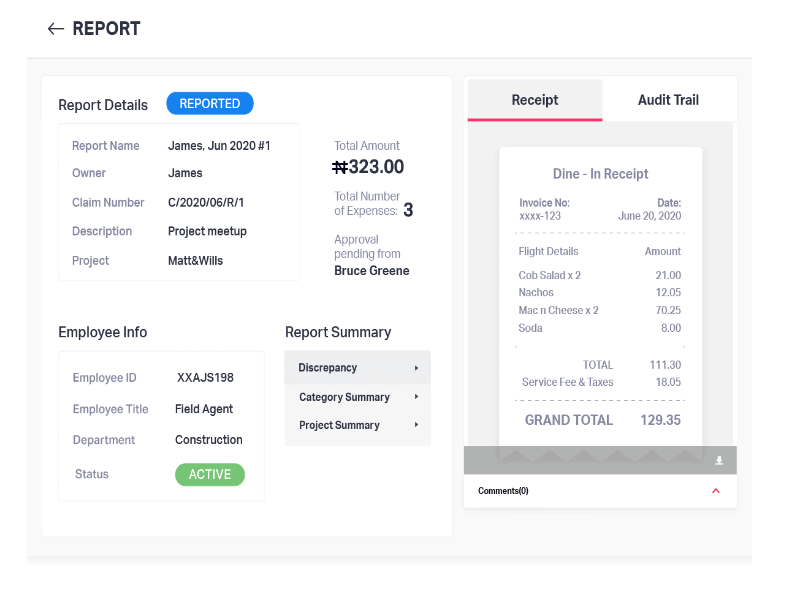 ← REPORT
Report Details REPORTED
Report Name James, Jun 2020 #1
Owner James
Claim Number C/2020/06/R/1
Description Project meetup
Project Matt&Wills
Total Amount
₦323.00
Total Number
of Expenses: 3
Approval
pending from
Bruce Greene
Employee Info
Employee ID XXAJS198
Employee Title Field Agent
Department Construction
Status ACTIVE
Report Summary
Discrepancy
Category Summary
Project Summary
Receipt Audit Trail
Dine - In Receipt
Invoice No: Date:
xxxx-123 June 20, 2020
Flight Details Amount
Cob Salad x 2 21.00
Nachos 12.05
Mac n Cheese x 2 70.25
Soda 8.00
TOTAL 111.30
Service Fee & Taxes 18.05
GRAND TOTAL 129.35
Comments(0)